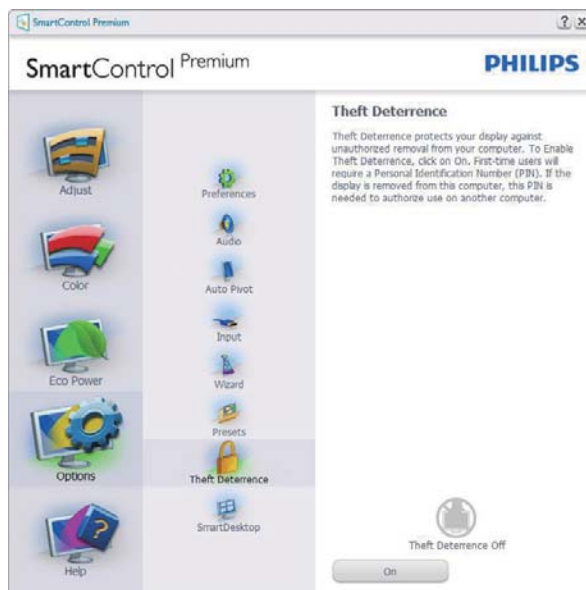 SmartControl Premium
? X
SmartControl Premium
PHILIPS
Adjust
Color
Eco Power
Options
Help
Preferences
Audio
Auto Pivot
Input
Wizard
Presets
Theft Deterrence
SmartDesktop
Theft Deterrence
Theft Deterrence protects your display against
unauthorized removal from your computer. To Enable
Theft Deterrence, click on On. First-time users will
require a Personal Identification Number (PIN). If the
display is removed from this computer, this PIN is
needed to authorize use on another computer.
Theft Deterrence Off
On